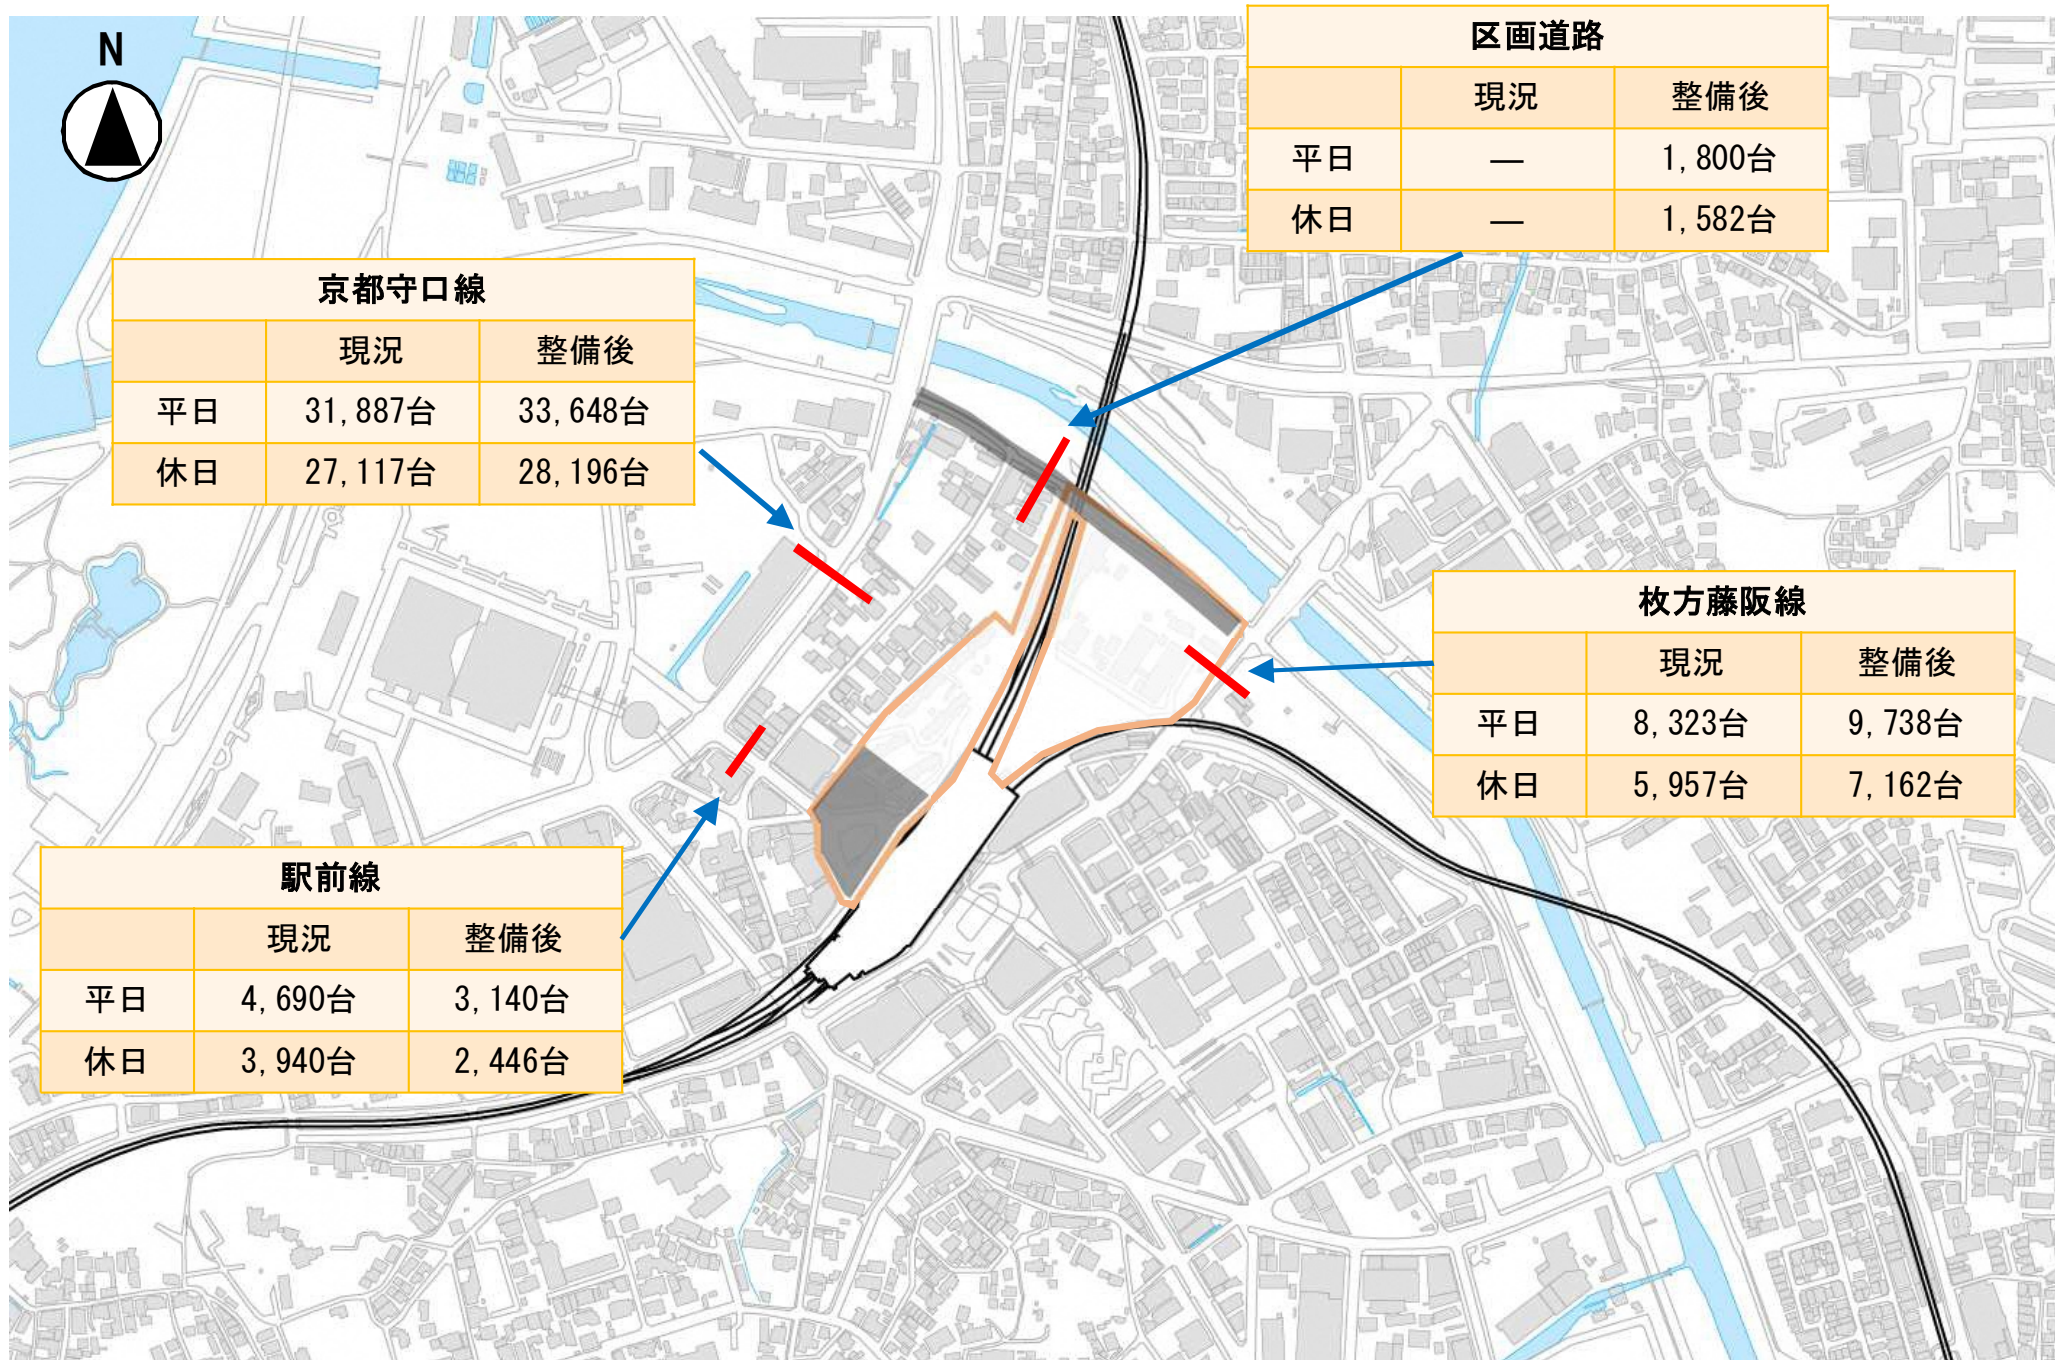 N
区画道路
現況 整備後
平日 ― 1,800台
休日 ― 1,582台
京都守口線
現況 整備後
平日 31,887台 33,648台
休日 27,117台 28,196台
枚方藤阪線
現況 整備後
平日 8,323台 9,738台
休日 5,957台 7,162台
駅前線
現況 整備後
平日 4,690台 3,140台
休日 3,940台 2,446台